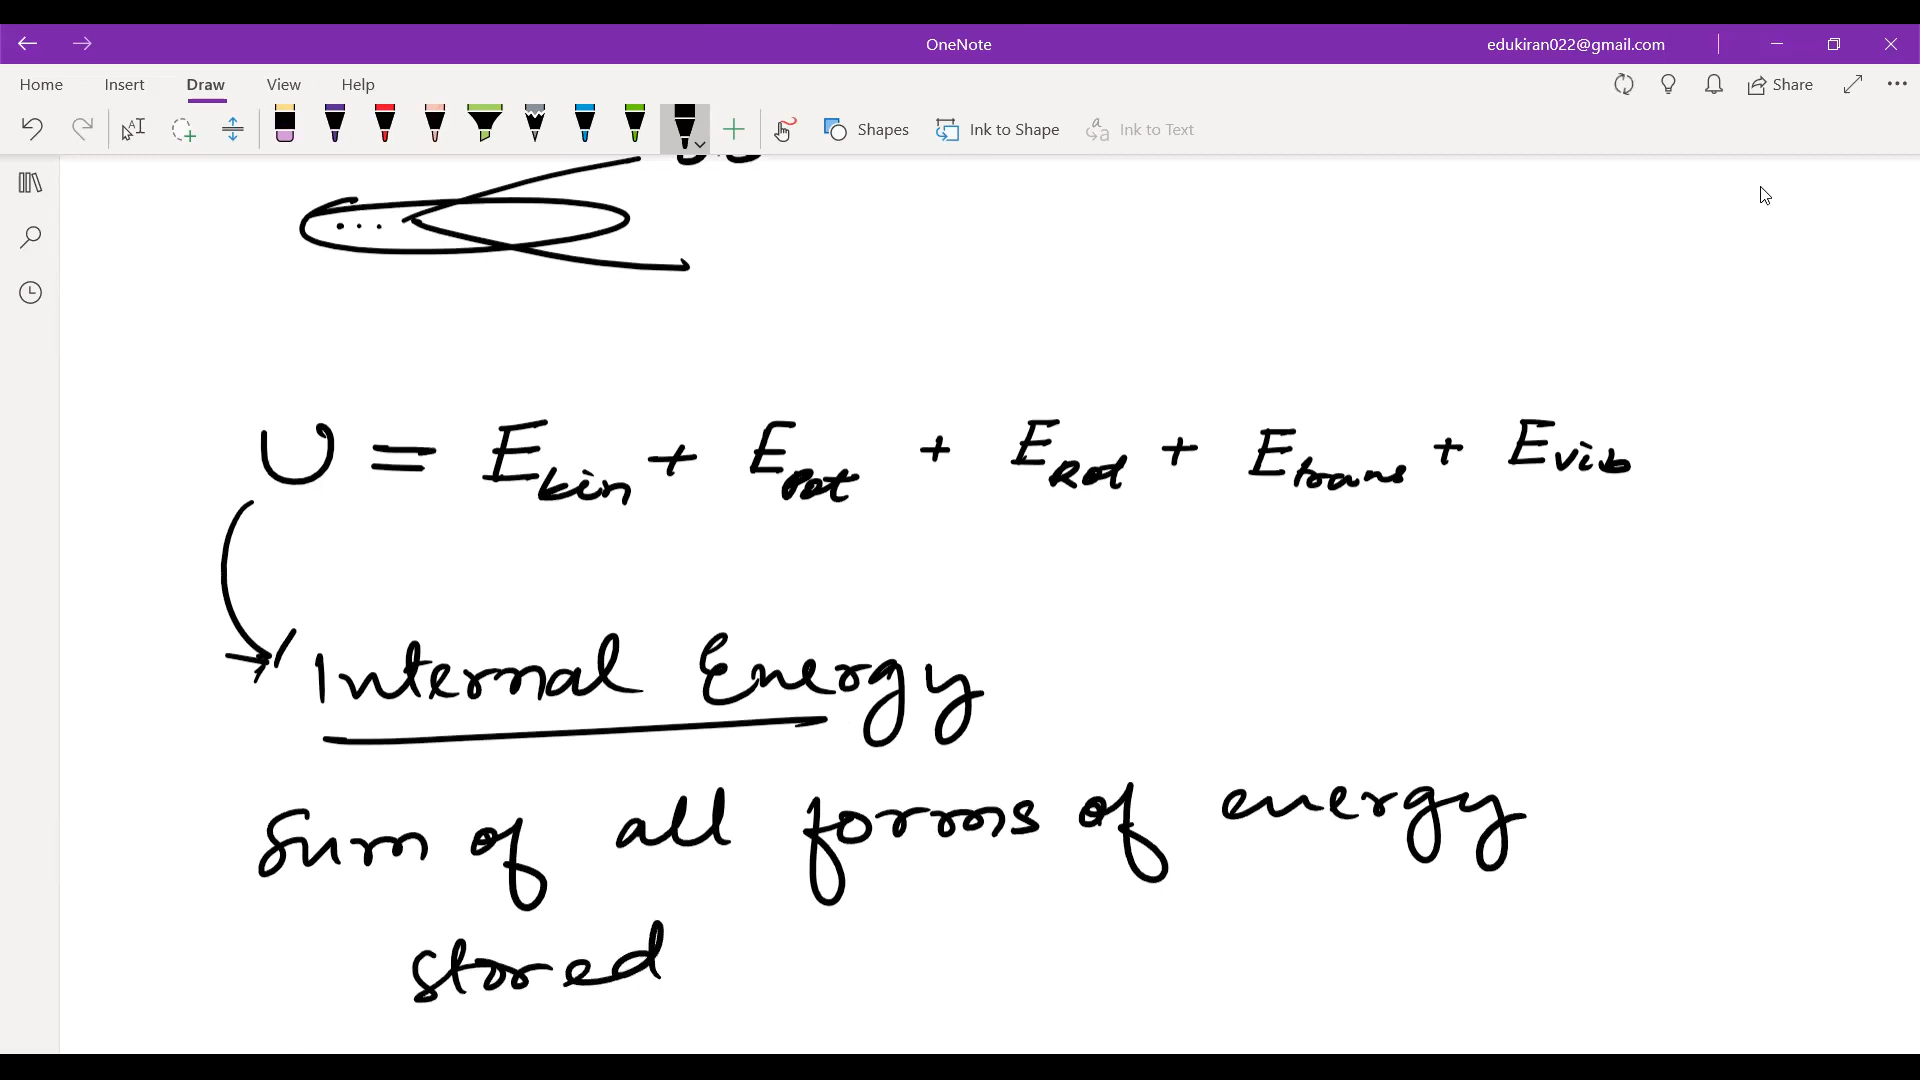 OneNote
edukiran022@gmail.com
Home Insert Draw View Help
Share
Shapes Ink to Shape Ink to Text
U = Ekin + EPot + ERot + Etrans + Evib
Internal Energy
Sum of all forms of energy
stored